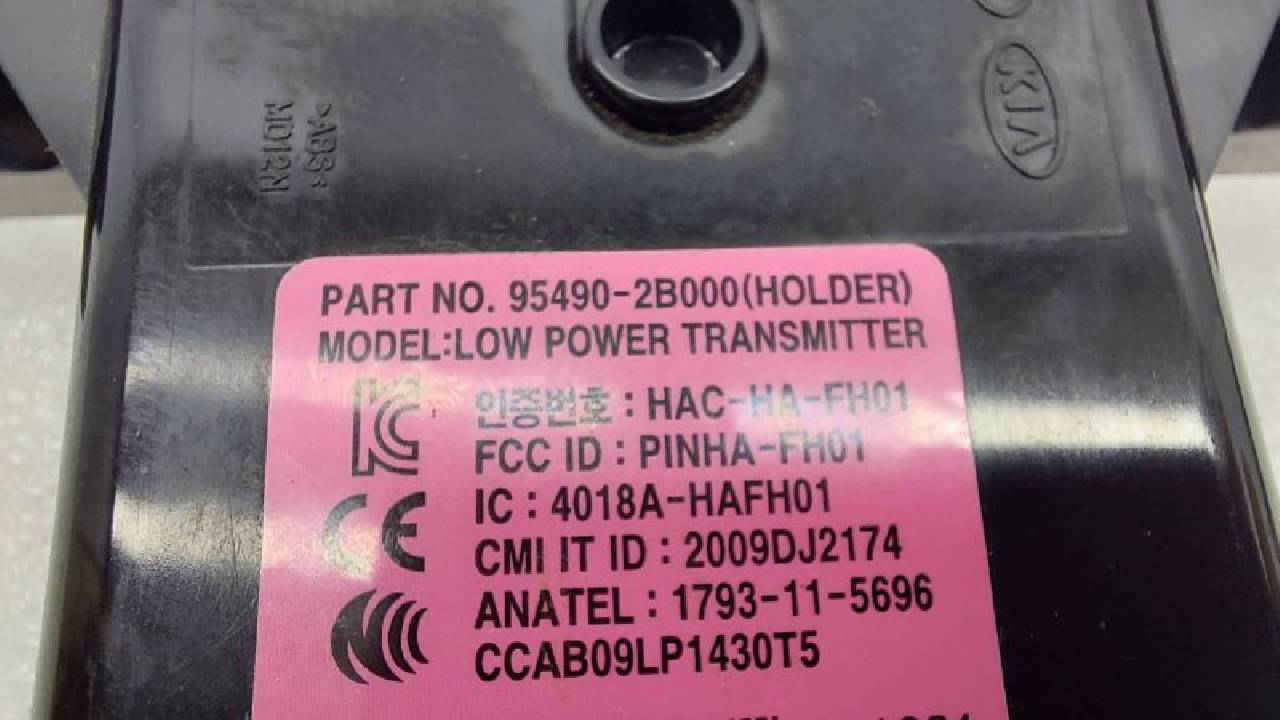 >ABS<
MD12N
KIA
PART NO. 95490-2B000(HOLDER)
MODEL:LOW POWER TRANSMITTER
인증번호 : HAC-HA-FH01
FCC ID : PINHA-FH01
IC : 4018A-HAFH01
CMI IT ID : 2009DJ2174
ANATEL : 1793-11-5696
CCAB09LP1430T5